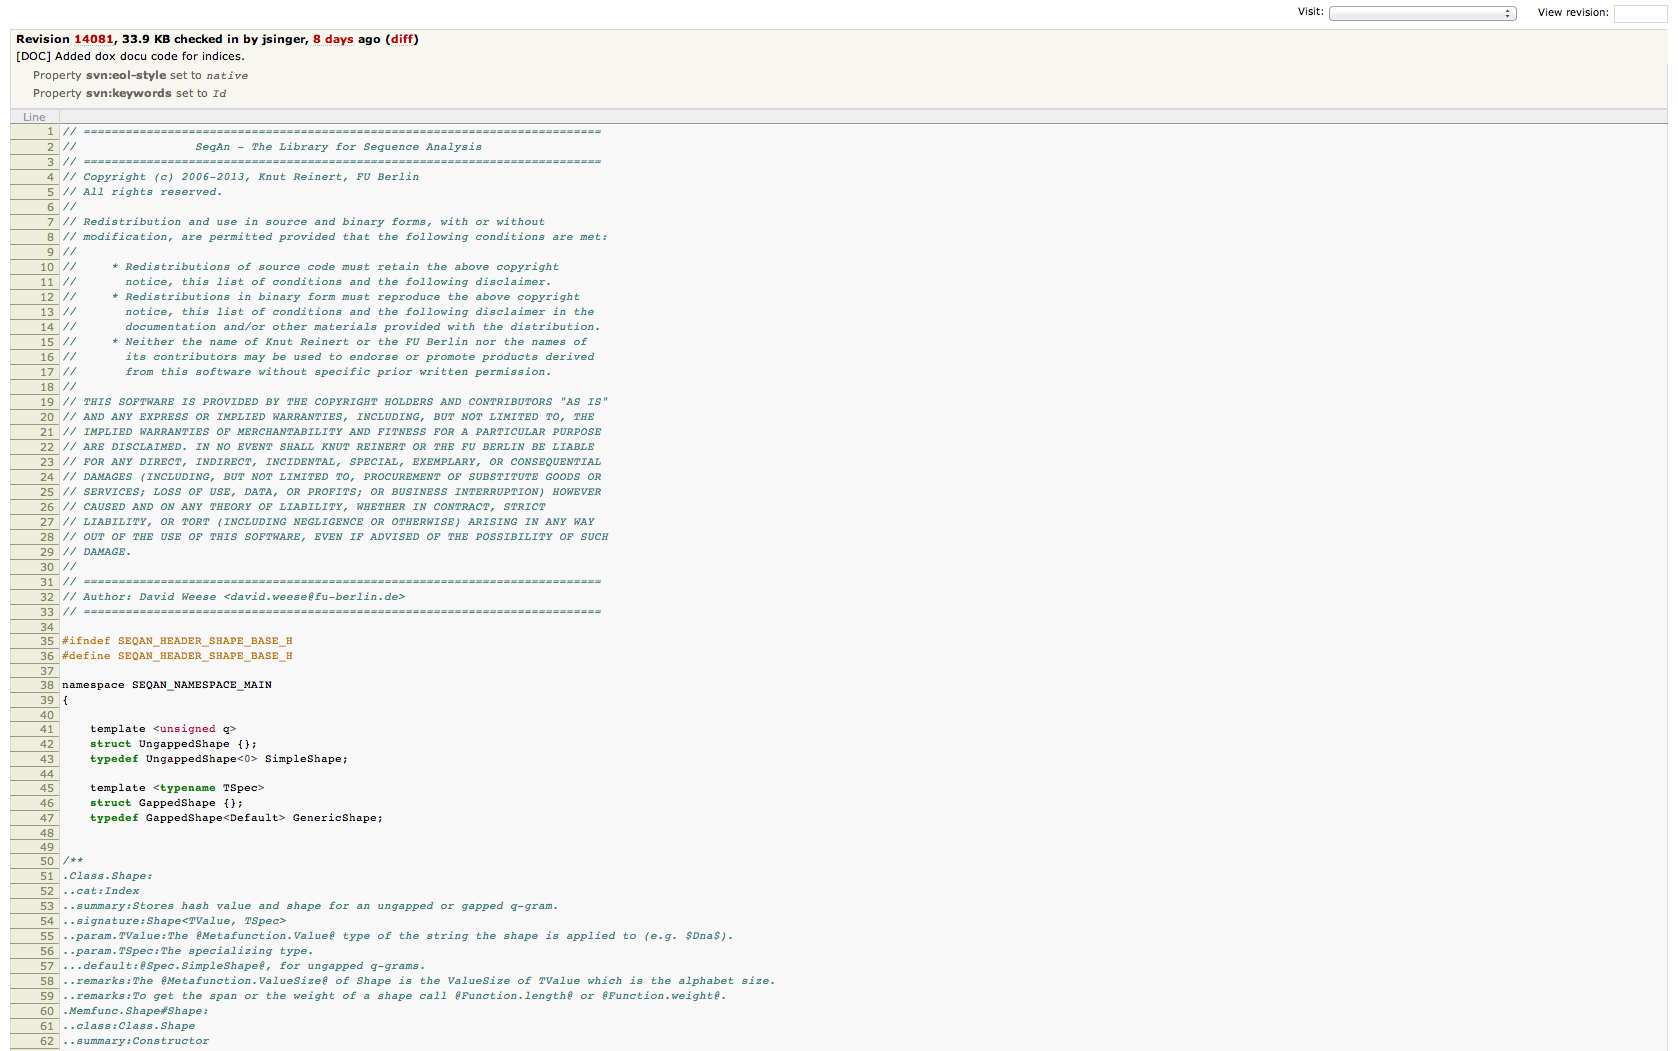 Visit:
View revision:
Revision 14081, 33.9 KB checked in by jsinger, 8 days ago (diff)
[DOC] Added dox docu code for indices.
Property svn:eol-style set to native
Property svn:keywords set to Id
Line
1 // ==========================================================================
2 //                 SeqAn - The Library for Sequence Analysis
3 // ==========================================================================
4 // Copyright (c) 2006-2013, Knut Reinert, FU Berlin
5 // All rights reserved.
6 //
7 // Redistribution and use in source and binary forms, with or without
8 // modification, are permitted provided that the following conditions are met:
9 //
10 //     * Redistributions of source code must retain the above copyright
11 //       notice, this list of conditions and the following disclaimer.
12 //     * Redistributions in binary form must reproduce the above copyright
13 //       notice, this list of conditions and the following disclaimer in the
14 //       documentation and/or other materials provided with the distribution.
15 //     * Neither the name of Knut Reinert or the FU Berlin nor the names of
16 //       its contributors may be used to endorse or promote products derived
17 //       from this software without specific prior written permission.
18 //
19 // THIS SOFTWARE IS PROVIDED BY THE COPYRIGHT HOLDERS AND CONTRIBUTORS "AS IS"
20 // AND ANY EXPRESS OR IMPLIED WARRANTIES, INCLUDING, BUT NOT LIMITED TO, THE
21 // IMPLIED WARRANTIES OF MERCHANTABILITY AND FITNESS FOR A PARTICULAR PURPOSE
22 // ARE DISCLAIMED. IN NO EVENT SHALL KNUT REINERT OR THE FU BERLIN BE LIABLE
23 // FOR ANY DIRECT, INDIRECT, INCIDENTAL, SPECIAL, EXEMPLARY, OR CONSEQUENTIAL
24 // DAMAGES (INCLUDING, BUT NOT LIMITED TO, PROCUREMENT OF SUBSTITUTE GOODS OR
25 // SERVICES; LOSS OF USE, DATA, OR PROFITS; OR BUSINESS INTERRUPTION) HOWEVER
26 // CAUSED AND ON ANY THEORY OF LIABILITY, WHETHER IN CONTRACT, STRICT
27 // LIABILITY, OR TORT (INCLUDING NEGLIGENCE OR OTHERWISE) ARISING IN ANY WAY
28 // OUT OF THE USE OF THIS SOFTWARE, EVEN IF ADVISED OF THE POSSIBILITY OF SUCH
29 // DAMAGE.
30 //
31 // ==========================================================================
32 // Author: David Weese <david.weese@fu-berlin.de>
33 // ==========================================================================
34
35 #ifndef SEQAN_HEADER_SHAPE_BASE_H
36 #define SEQAN_HEADER_SHAPE_BASE_H
37
38 namespace SEQAN_NAMESPACE_MAIN
39 {
40
41     template <unsigned q>
42     struct UngappedShape {};
43     typedef UngappedShape<0> SimpleShape;
44
45     template <typename TSpec>
46     struct GappedShape {};
47     typedef GappedShape<Default> GenericShape;
48
49
50 /**
51 .Class.Shape:
52 ..cat:Index
53 ..summary:Stores hash value and shape for an ungapped or gapped q-gram.
54 ..signature:Shape<TValue, TSpec>
55 ..param.TValue:The @Metafunction.Value@ type of the string the shape is applied to (e.g. $Dna$).
56 ..param.TSpec:The specializing type.
57 ...default:@Spec.SimpleShape@, for ungapped q-grams.
58 ..remarks:The @Metafunction.ValueSize@ of Shape is the ValueSize of TValue which is the alphabet size.
59 ..remarks:To get the span or the weight of a shape call @Function.length@ or @Function.weight@.
60 .Memfunc.Shape#Shape:
61 ..class:Class.Shape
62 ..summary:Constructor